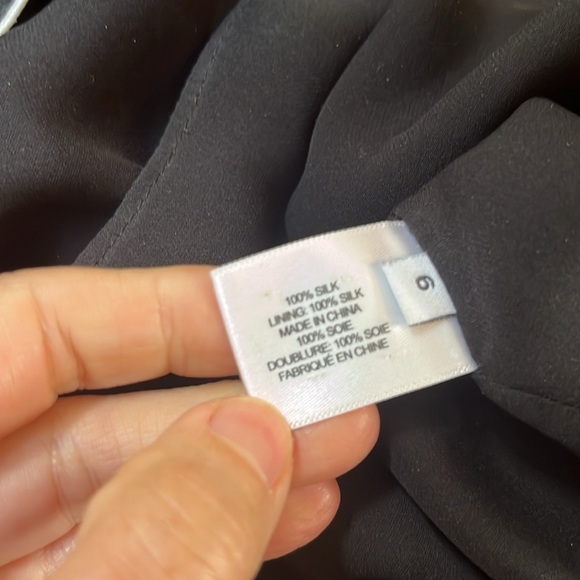 100% SILK
LINING: 100% SILK
MADE IN CHINA
100% SOIE
DOUBLURE: 100% SOIE
FABRIQUÉ EN CHINE
6